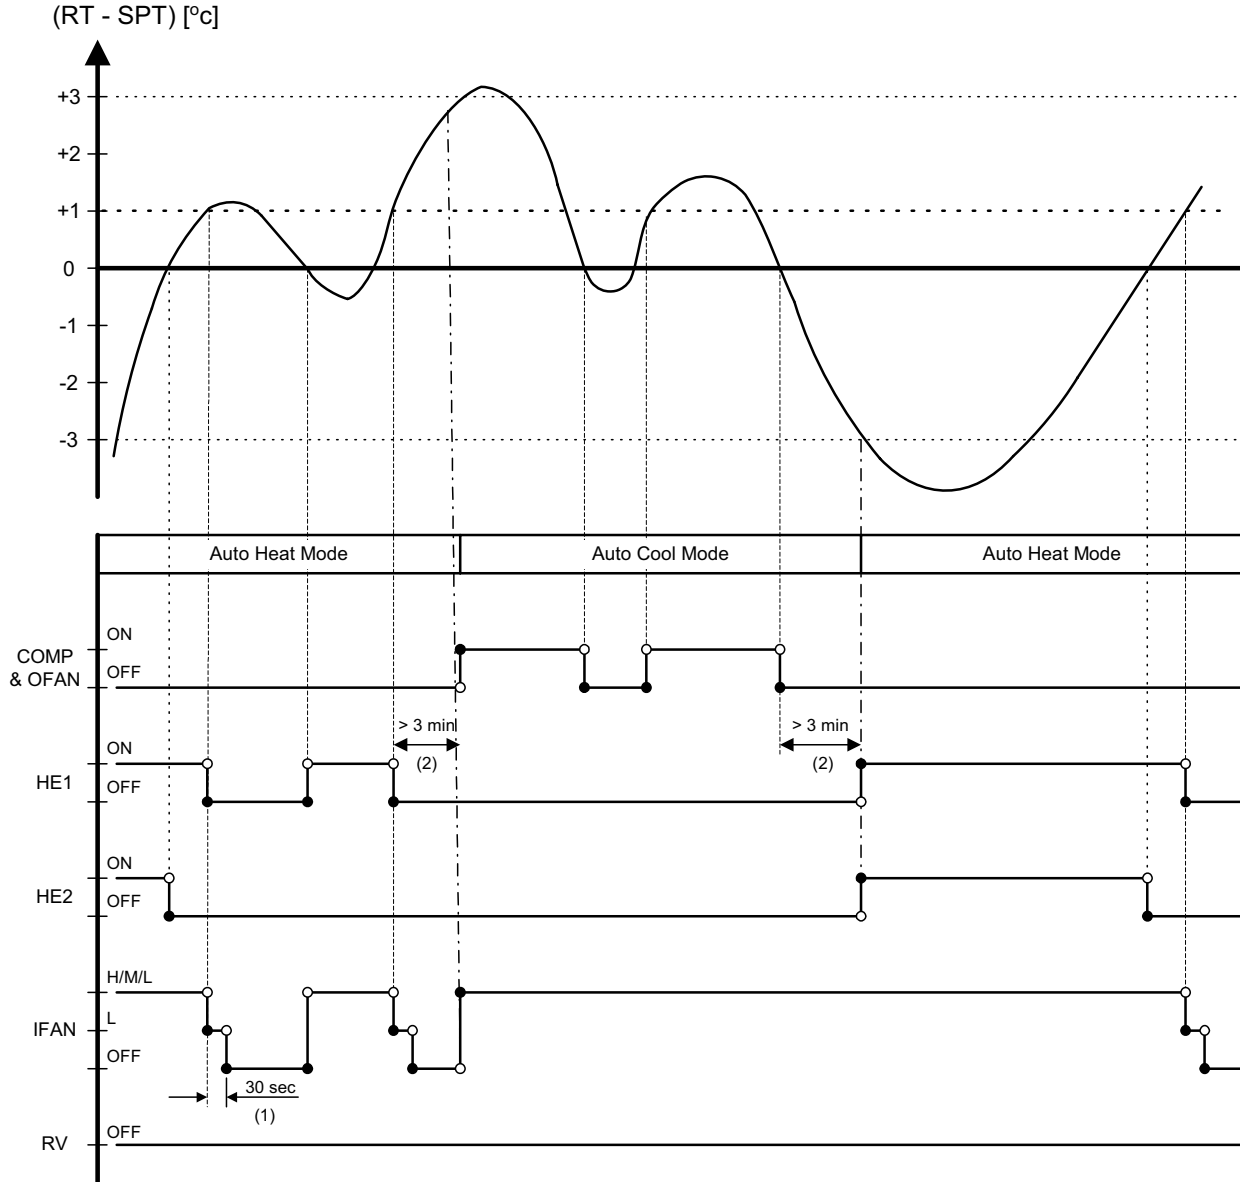 (RT - SPT) [ºc]
+3
+2
+1
0
-1
-2
-3
Auto Heat Mode Auto Cool Mode Auto Heat Mode
COMP
& OFAN
ON
OFF
> 3 min
(2)
> 3 min
(2)
HE1
ON
OFF
HE2
ON
OFF
IFAN
H/M/L
L
OFF
30 sec
(1)
RV
OFF